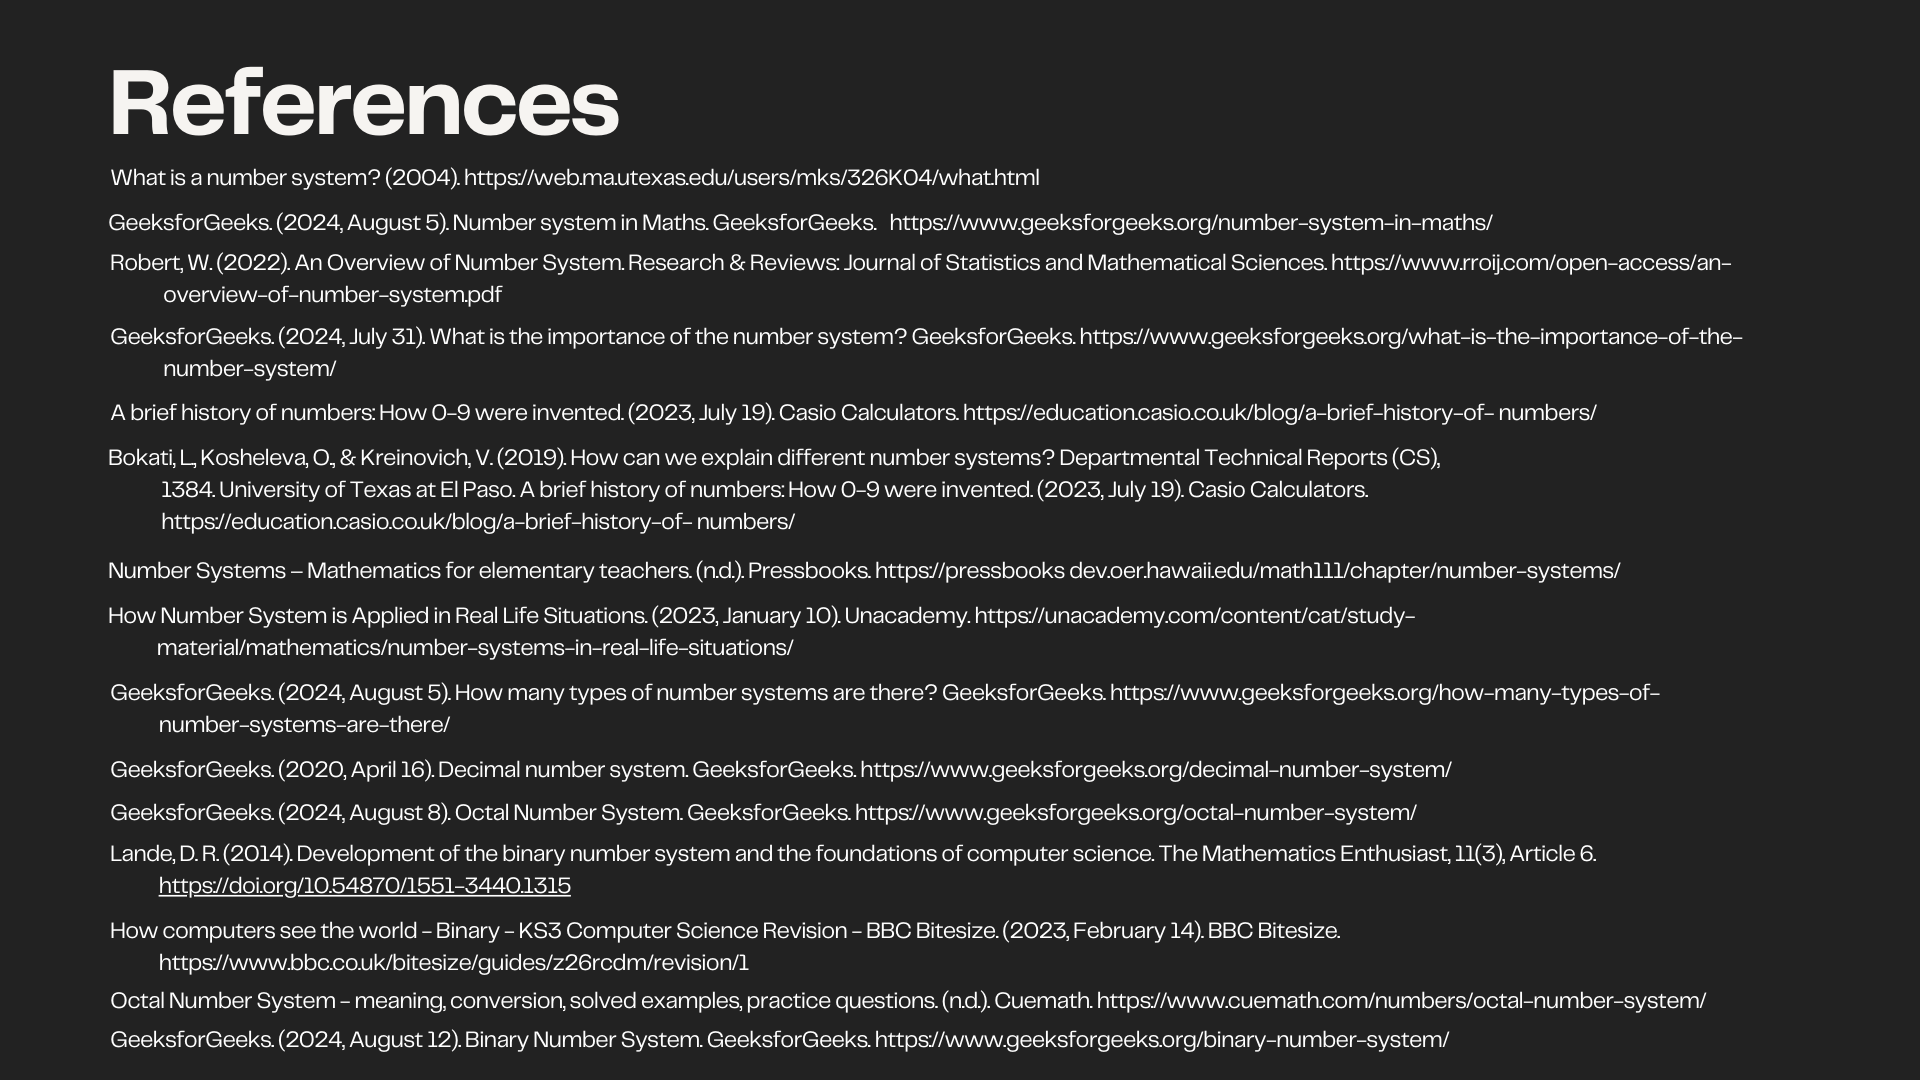 References
What is a number system? (2004). https://web.ma.utexas.edu/users/mks/326K04/what.html
GeeksforGeeks. (2024, August 5). Number system in Maths. GeeksforGeeks. https://www.geeksforgeeks.org/number-system-in-maths/
Robert, W. (2022). An Overview of Number System. Research & Reviews: Journal of Statistics and Mathematical Sciences. https://www.rroij.com/open-access/an-
overview-of-number-system.pdf
GeeksforGeeks. (2024, July 31). What is the importance of the number system? GeeksforGeeks. https://www.geeksforgeeks.org/what-is-the-importance-of-the-
number-system/
A brief history of numbers: How 0-9 were invented. (2023, July 19). Casio Calculators. https://education.casio.co.uk/blog/a-brief-history-of- numbers/
Bokati, L., Kosheleva, O., & Kreinovich, V. (2019). How can we explain different number systems? Departmental Technical Reports (CS),
1384. University of Texas at El Paso. A brief history of numbers: How 0-9 were invented. (2023, July 19). Casio Calculators.
https://education.casio.co.uk/blog/a-brief-history-of- numbers/
Number Systems – Mathematics for elementary teachers. (n.d.). Pressbooks. https://pressbooks dev.oer.hawaii.edu/math111/chapter/number-systems/
How Number System is Applied in Real Life Situations. (2023, January 10). Unacademy. https://unacademy.com/content/cat/study-
material/mathematics/number-systems-in-real-life-situations/
GeeksforGeeks. (2024, August 5). How many types of number systems are there? GeeksforGeeks. https://www.geeksforgeeks.org/how-many-types-of-
number-systems-are-there/
GeeksforGeeks. (2020, April 16). Decimal number system. GeeksforGeeks. https://www.geeksforgeeks.org/decimal-number-system/
GeeksforGeeks. (2024, August 8). Octal Number System. GeeksforGeeks. https://www.geeksforgeeks.org/octal-number-system/
Lande, D. R. (2014). Development of the binary number system and the foundations of computer science. The Mathematics Enthusiast, 11(3), Article 6.
https://doi.org/10.54870/1551-3440.1315
How computers see the world - Binary - KS3 Computer Science Revision - BBC Bitesize. (2023, February 14). BBC Bitesize.
https://www.bbc.co.uk/bitesize/guides/z26rcdm/revision/1
Octal Number System - meaning, conversion, solved examples, practice questions. (n.d.). Cuemath. https://www.cuemath.com/numbers/octal-number-system/
GeeksforGeeks. (2024, August 12). Binary Number System. GeeksforGeeks. https://www.geeksforgeeks.org/binary-number-system/